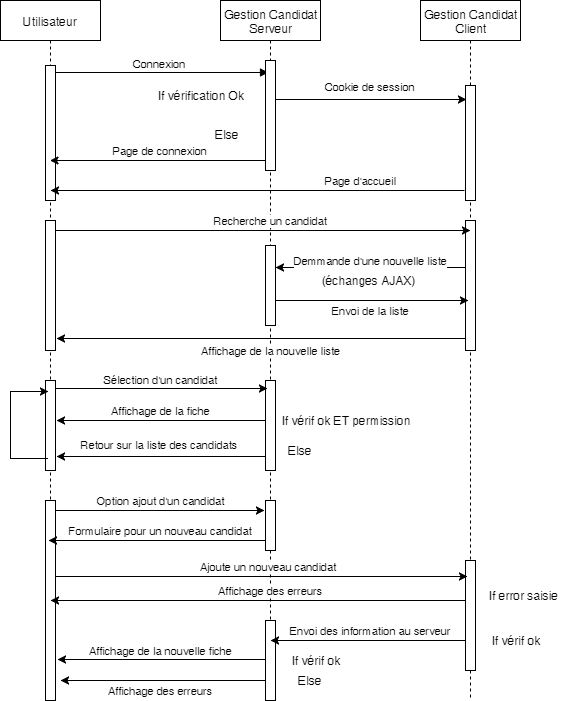 Utilisateur
Gestion Candidat
Serveur
Gestion Candidat
Client
Connexion
If vérification Ok
Cookie de session
Else
Page de connexion
Page d'accueil
Recherche un candidat
Demmande d'une nouvelle liste
(échanges AJAX)
Envoi de la liste
Affichage de la nouvelle liste
Sélection d'un candidat
Affichage de la fiche
If vérif ok ET permission
Retour sur la liste des candidats
Else
Option ajout d'un candidat
Formulaire pour un nouveau candidat
Ajoute un nouveau candidat
Affichage des erreurs
If error saisie
Envoi des information au serveur
If vérif ok
Affichage de la nouvelle fiche
If vérif ok
Else
Affichage des erreurs